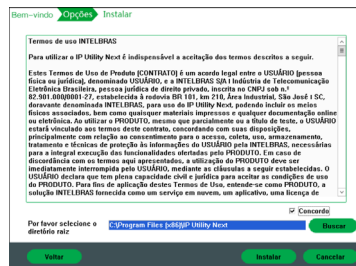 Bem-vindo Opções Instalar
Termos de uso INTELBRAS
Para utilizar o IP Utility Next é indispensável a aceitação dos termos descritos a seguir.
Estes Termos de Uso de Produto [CONTRATO] é um acordo legal entre o USUÁRIO [pessoa
física ou jurídica), denominado USUÁRIO, e a INTELBRAS S/A I Indústria de Telecomunicação
Eletrônica Brasileira, pessoa jurídica de direito privado, inscrita no CNPJ sob n.º
82.901.000/0001-27, estabelecida à rodovia BR 101, km 210, Área Industrial, São José I SC,
doravante denominada INTELBRAS, para uso do IP Utility Next, podendo incluir os meios
físicos associados, bem como quaisquer materiais impressos e qualquer documentação online
ou eletrônica. Ao utilizar o PRODUTO, mesmo que parcialmente ou a título de teste, o USUÁRIO
estará vinculado aos termos deste contrato, concordando com suas disposições,
principalmente com relação ao consentimento para o acesso, coleta, uso, armazenamento,
tratamento e técnicas de proteção às informações do USUÁRIO pela INTELBRAS, necessárias
para a integral execução das funcionalidades ofertadas pelo PRODUTO. Em caso de
discordância com os termos aqui apresentados, a utilização do PRODUTO deve ser
imediatamente interrompida pelo USUÁRIO, mediante as cláusulas a seguir estabelecidas. O
USUÁRIO declara que tem plena capacidade civil e jurídica para aceitar as condições de uso
do PRODUTO. Para fins de aplicação destes Termos de Uso, entende-se como PRODUTO, a
solução INTELBRAS fornecida como um serviço em nuvem, um aplicativo, uma licença de
Concordo
Por favor selecione o
diretório raiz
C:\Program Files (x86)\IP Utility Next
Buscar
Voltar Instalar Cancelar